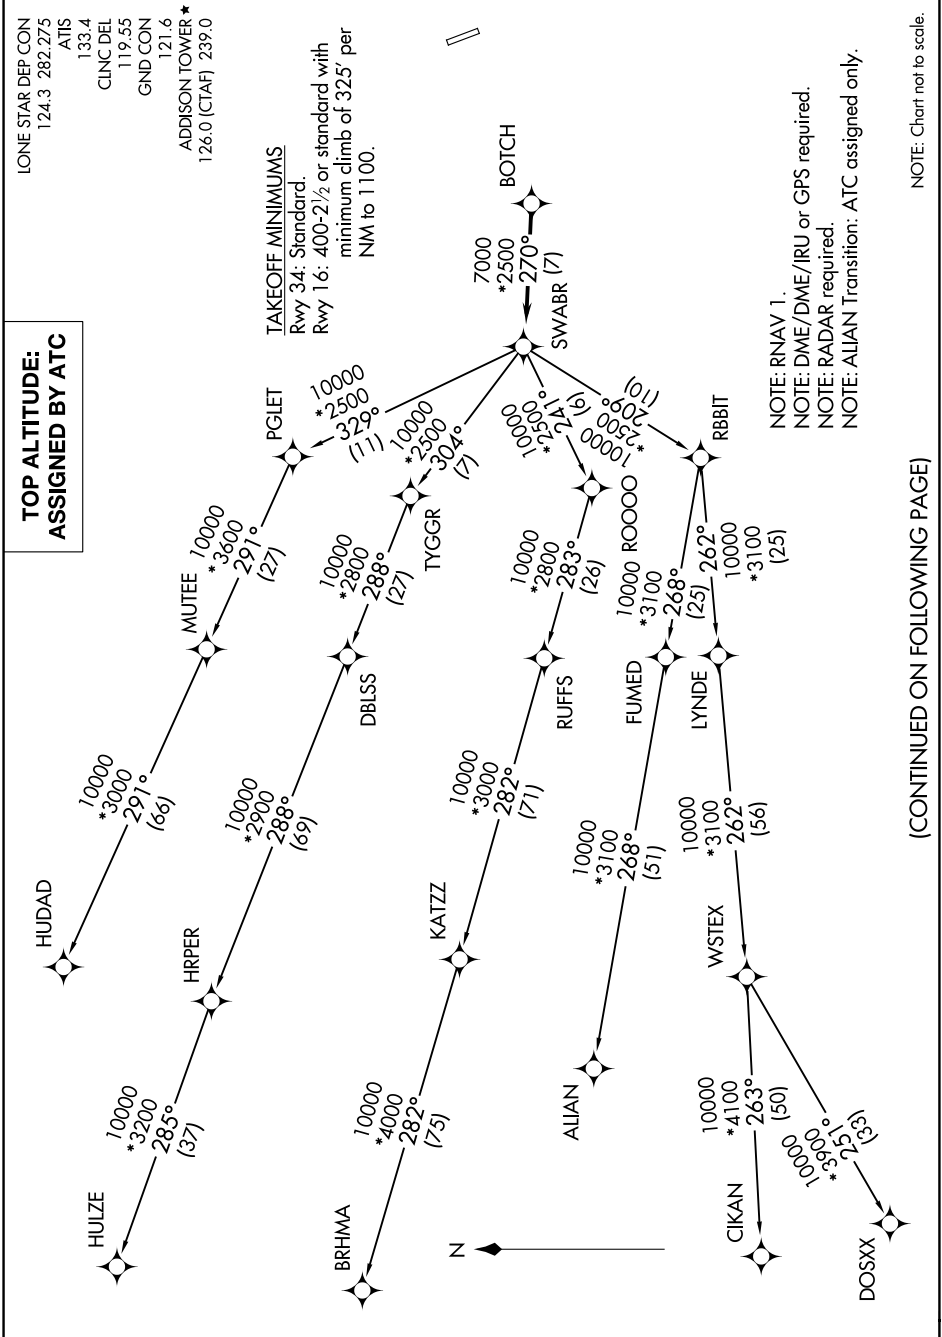 LONE STAR DEP CON
124.3 282.275
ATIS
133.4
CLNC DEL
119.55
GND CON
121.6
ADDISON TOWER★
126.0 (CTAF) 239.0
TOP ALTITUDE:
ASSIGNED BY ATC
TAKEOFF MINIMUMS
Rwy 34: Standard.
Rwy 16: 400-2½ or standard with
minimum climb of 325' per
NM to 1100.
BOTCH
7000
*2500
270°
(7)
SWABR
10000
*2500
329°
(11)
PGLET
10000
*3600
291°
(27)
MUTEE
10000
*3000
291°
(66)
HUDAD
10000
*2500
304°
(7)
TYGGR
10000
*2800
288°
(27)
DBLSS
10000
*2900
288°
(69)
HRPER
10000
*3200
285°
(37)
HULZE
10000
*2500
241°
(9)
ROOOO
10000
*2800
283°
(26)
RUFFS
10000
*3000
282°
(71)
KATZZ
10000
*4000
282°
(75)
BRHMA
10000
*2500
209°
(10)
RBBIT
10000
*3100
268°
(25)
FUMED
10000
*3100
268°
(51)
ALIAN
262°
10000
*3100
(25)
LYNDE
10000
*3100
262°
(56)
WSTEX
10000
*4100
263°
(50)
CIKAN
10000
*3900
251°
(33)
DOSXX
N
NOTE: RNAV 1.
NOTE: DME/DME/IRU or GPS required.
NOTE: RADAR required.
NOTE: ALIAN Transition: ATC assigned only.
(CONTINUED ON FOLLOWING PAGE)
NOTE: Chart not to scale.